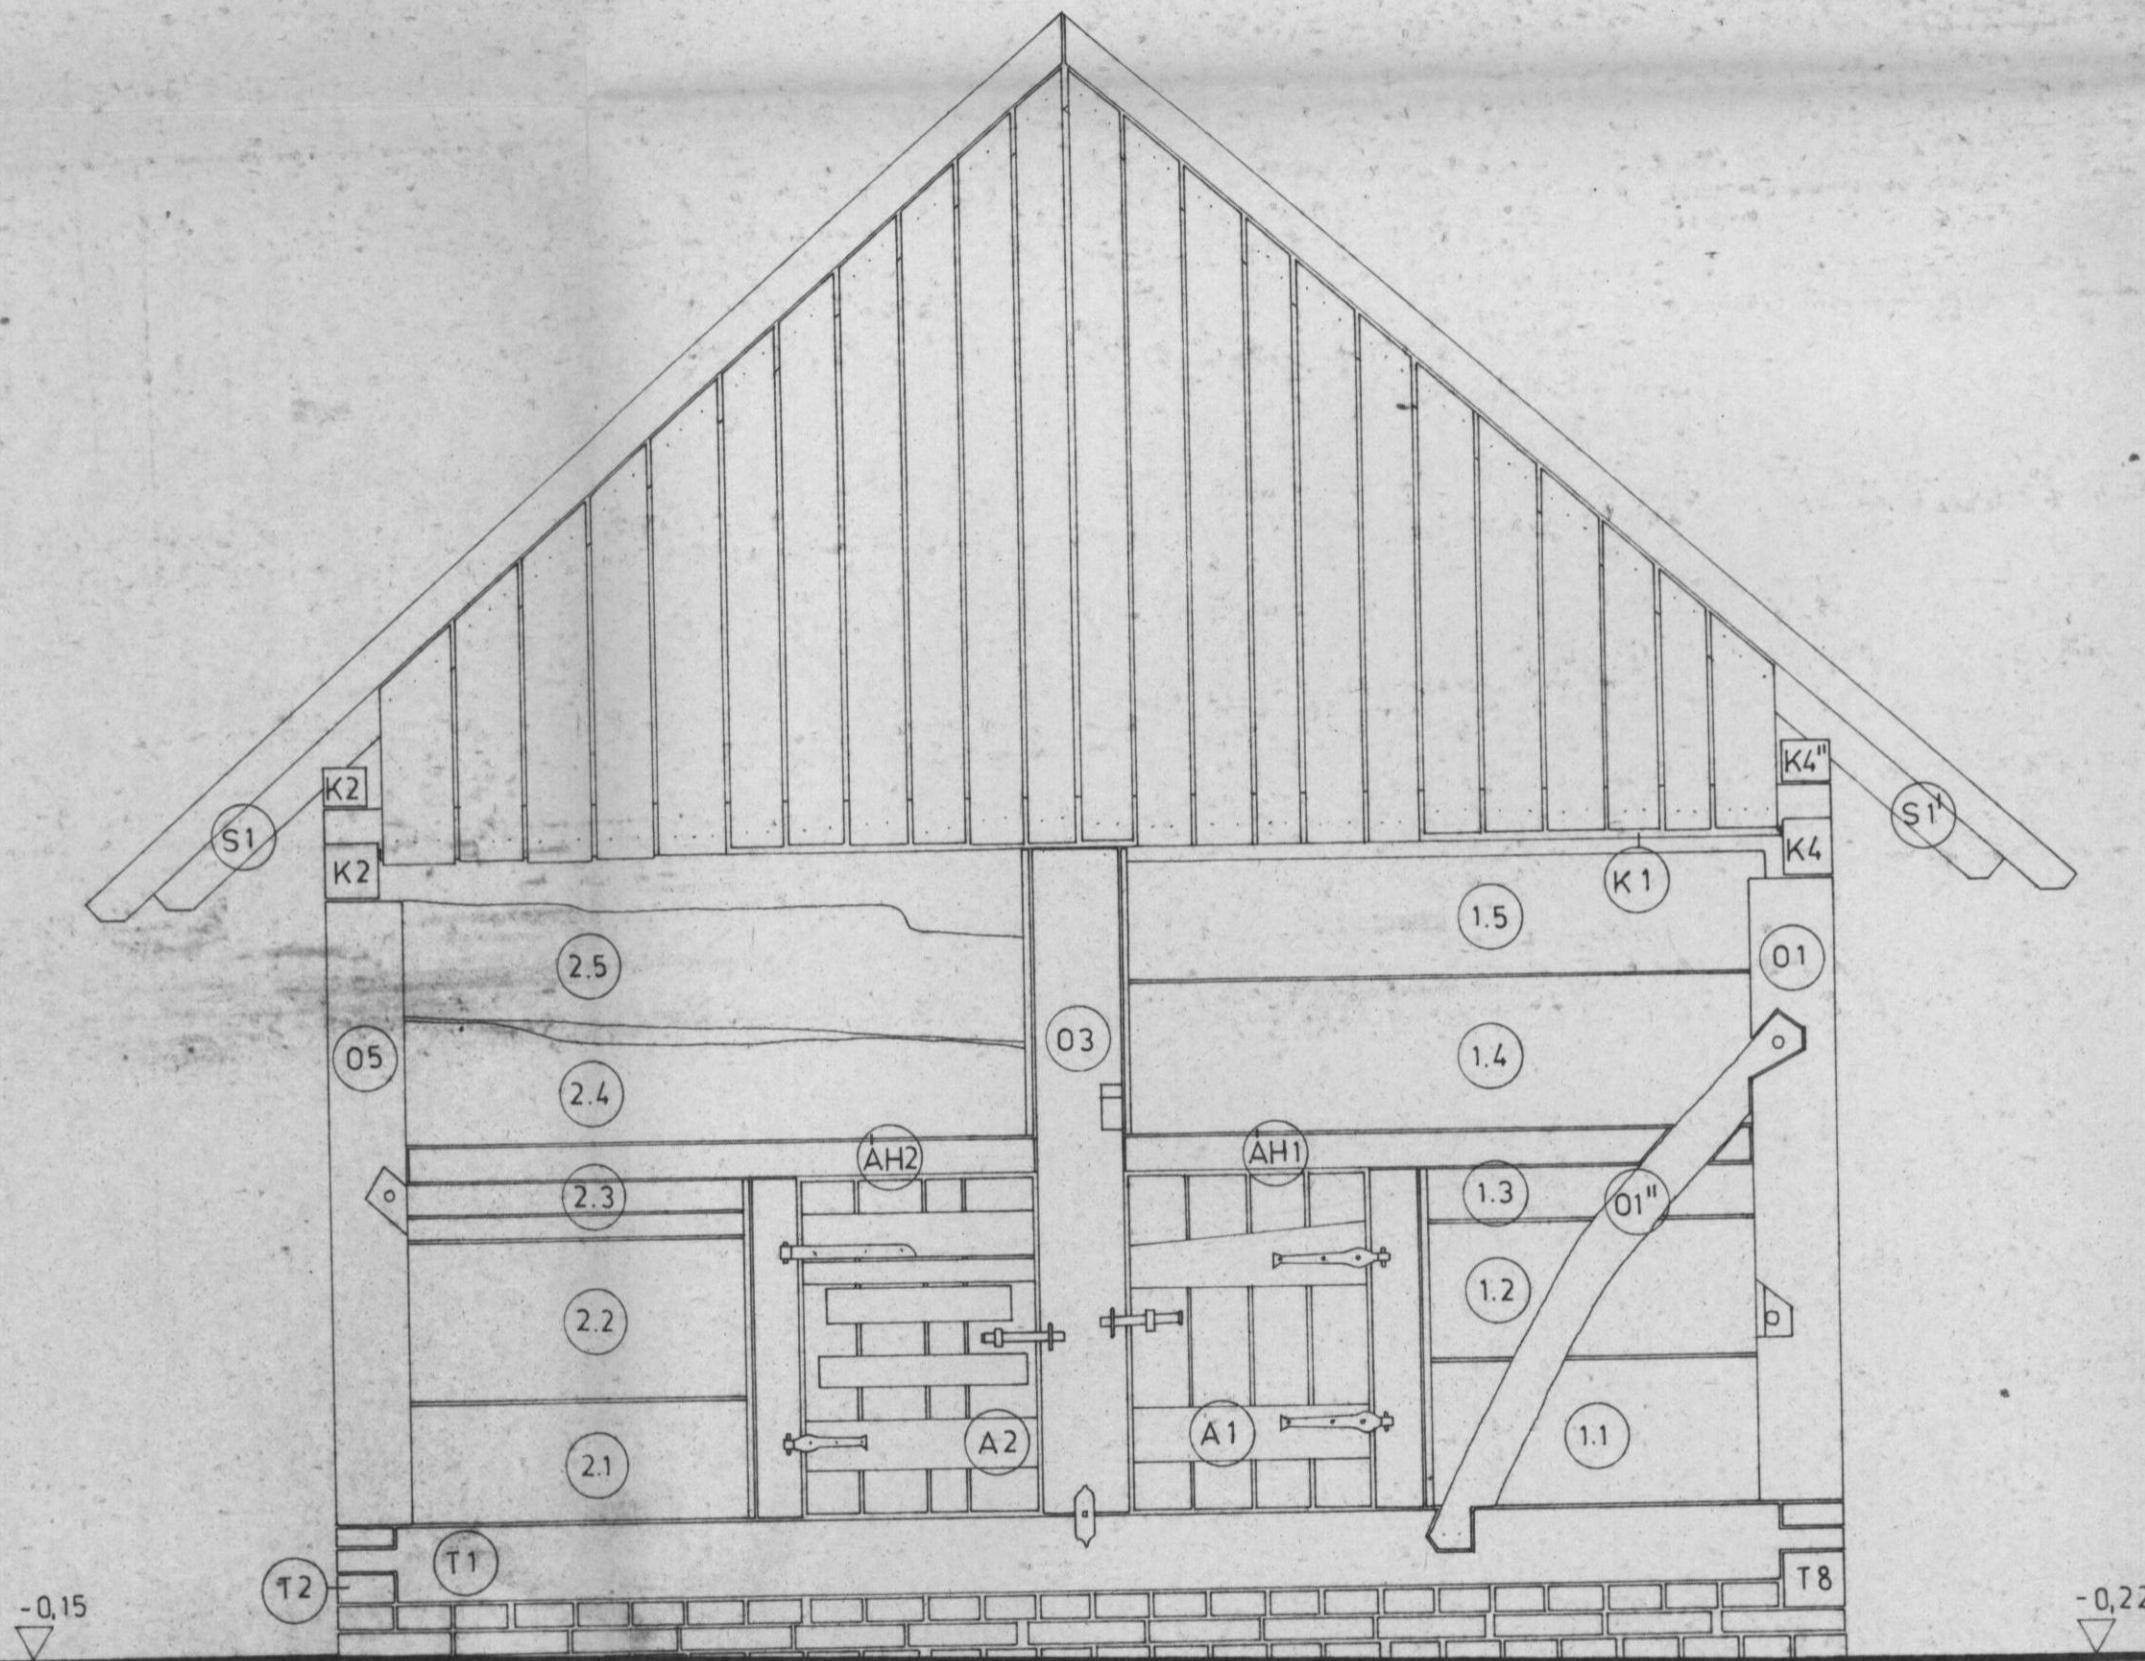 K2
K4"
S1
S1'
K2
K4
K1
1.5
2.5
O1
O5
O3
2.4
1.4
ÁH2
ÁH1
2.3
1.3
O1"
2.2
1.2
2.1
A2
A1
1.1
T1
T2
T8
-0,15
-0,22